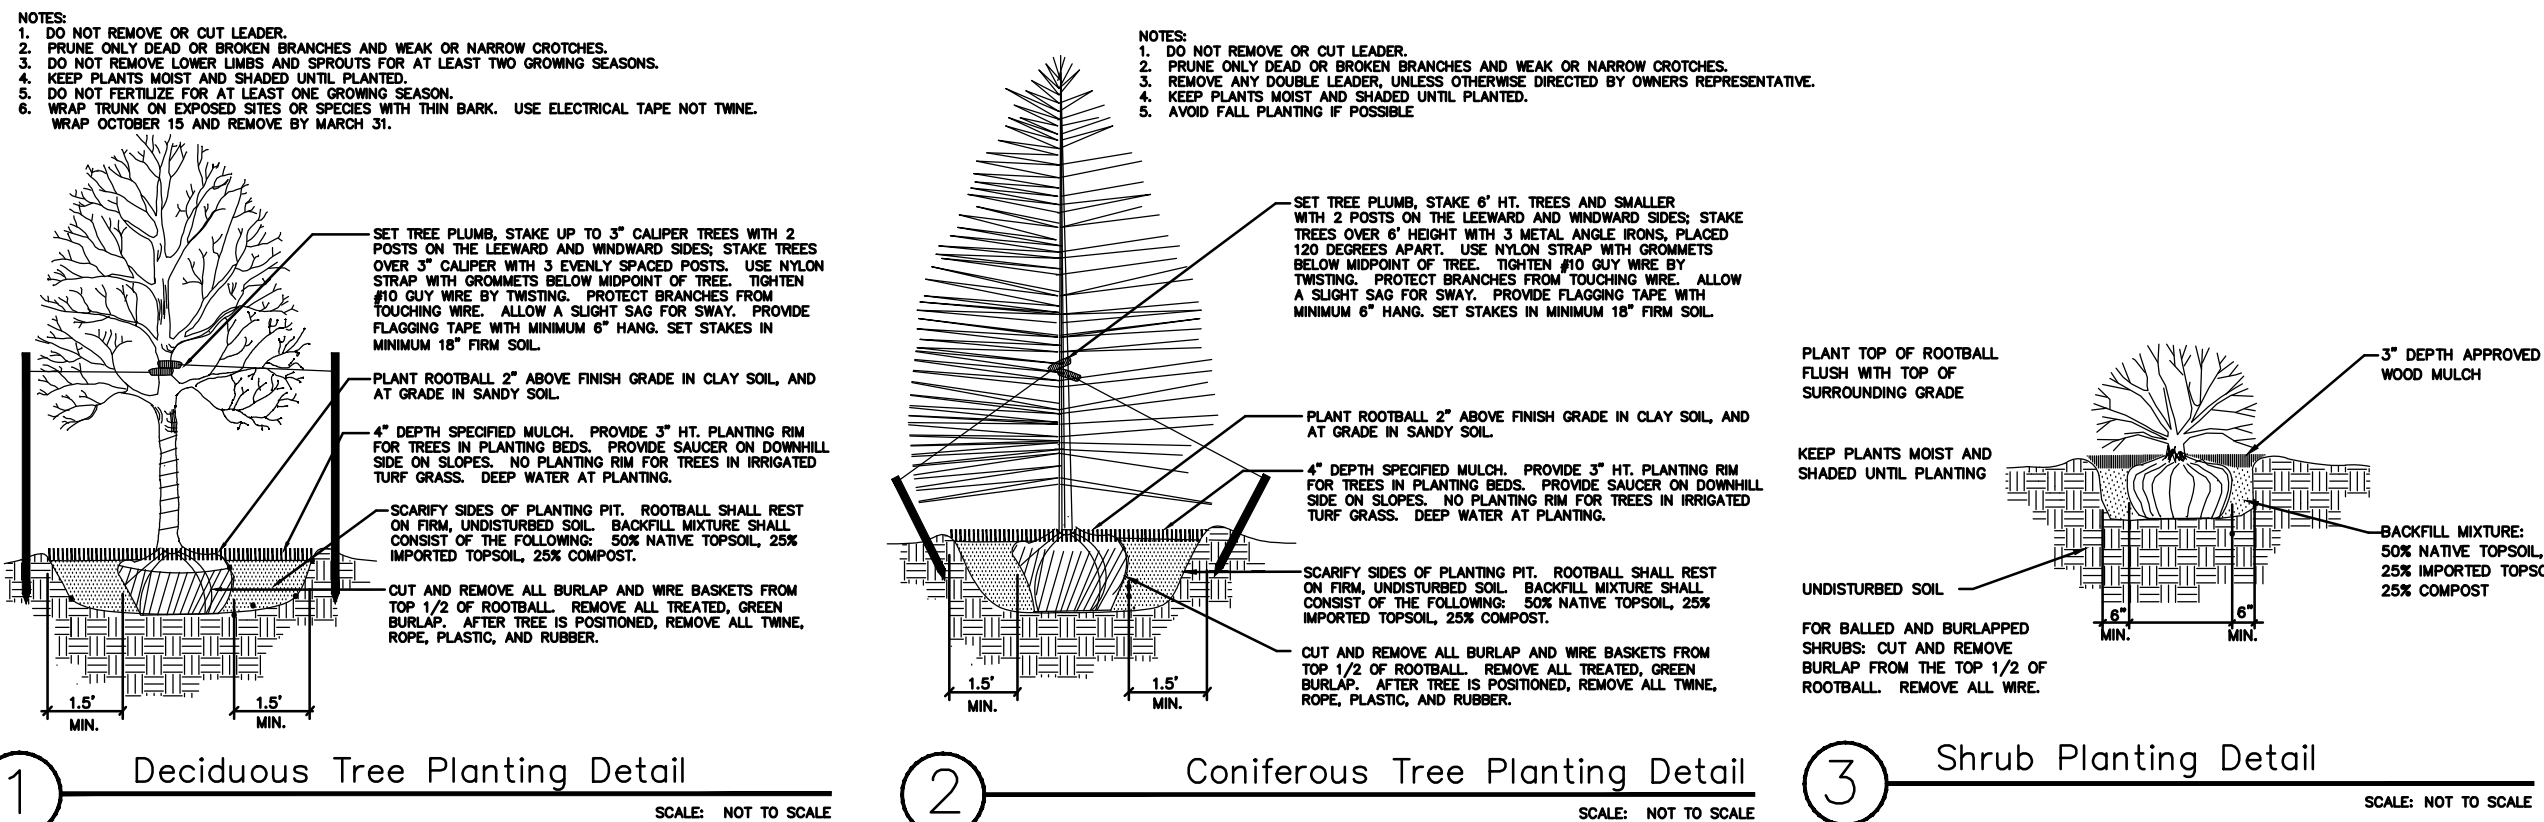 NOTES:
1. DO NOT REMOVE OR CUT LEADER.
2. PRUNE ONLY DEAD OR BROKEN BRANCHES AND WEAK OR NARROW CROTCHES.
3. DO NOT REMOVE LOWER LIMBS AND SPROUTS FOR AT LEAST TWO GROWING SEASONS.
4. KEEP PLANTS MOIST AND SHADED UNTIL PLANTED.
5. DO NOT FERTILIZE FOR AT LEAST ONE GROWING SEASON.
6. WRAP TRUNK ON EXPOSED SITES OR SPECIES WITH THIN BARK. USE ELECTRICAL TAPE NOT TWINE.
WRAP OCTOBER 15 AND REMOVE BY MARCH 31.
SET TREE PLUMB, STAKE UP TO 3" CALIPER TREES WITH 2
POSTS ON THE LEEWARD AND WINDWARD SIDES; STAKE TREES
OVER 3" CALIPER WITH 3 EVENLY SPACED POSTS. USE NYLON
STRAP WITH GROMMETS BELOW MIDPOINT OF TREE. TIGHTEN
#10 GUY WIRE BY TWISTING. PROTECT BRANCHES FROM
TOUCHING WIRE. ALLOW A SLIGHT SAG FOR SWAY. PROVIDE
FLAGGING TAPE WITH MINIMUM 6" HANG. SET STAKES IN
MINIMUM 18" FIRM SOIL.
PLANT ROOTBALL 2" ABOVE FINISH GRADE IN CLAY SOIL, AND
AT GRADE IN SANDY SOIL.
4" DEPTH SPECIFIED MULCH. PROVIDE 3" HT. PLANTING RIM
FOR TREES IN PLANTING BEDS. PROVIDE SAUCER ON DOWNHILL
SIDE ON SLOPES. NO PLANTING RIM FOR TREES IN IRRIGATED
TURF GRASS. DEEP WATER AT PLANTING.
SCARIFY SIDES OF PLANTING PIT. ROOTBALL SHALL REST
ON FIRM, UNDISTURBED SOIL. BACKFILL MIXTURE SHALL
CONSIST OF THE FOLLOWING: 50% NATIVE TOPSOIL, 25%
IMPORTED TOPSOIL, 25% COMPOST.
CUT AND REMOVE ALL BURLAP AND WIRE BASKETS FROM
TOP 1/2 OF ROOTBALL. REMOVE ALL TREATED, GREEN
BURLAP. AFTER TREE IS POSITIONED, REMOVE ALL TWINE,
ROPE, PLASTIC, AND RUBBER.
1.5'
MIN.
1.5'
MIN.
1
Deciduous Tree Planting Detail
SCALE: NOT TO SCALE
NOTES:
1. DO NOT REMOVE OR CUT LEADER.
2. PRUNE ONLY DEAD OR BROKEN BRANCHES AND WEAK OR NARROW CROTCHES.
3. REMOVE ANY DOUBLE LEADER, UNLESS OTHERWISE DIRECTED BY OWNERS REPRESENTATIVE.
4. KEEP PLANTS MOIST AND SHADED UNTIL PLANTED.
5. AVOID FALL PLANTING IF POSSIBLE
SET TREE PLUMB, STAKE 6' HT. TREES AND SMALLER
WITH 2 POSTS ON THE LEEWARD AND WINDWARD SIDES; STAKE
TREES OVER 6' HEIGHT WITH 3 METAL ANGLE IRONS, PLACED
120 DEGREES APART. USE NYLON STRAP WITH GROMMETS
BELOW MIDPOINT OF TREE. TIGHTEN #10 GUY WIRE BY
TWISTING. PROTECT BRANCHES FROM TOUCHING WIRE. ALLOW
A SLIGHT SAG FOR SWAY. PROVIDE FLAGGING TAPE WITH
MINIMUM 6" HANG. SET STAKES IN MINIMUM 18" FIRM SOIL.
PLANT ROOTBALL 2" ABOVE FINISH GRADE IN CLAY SOIL, AND
AT GRADE IN SANDY SOIL.
4" DEPTH SPECIFIED MULCH. PROVIDE 3" HT. PLANTING RIM
FOR TREES IN PLANTING BEDS. PROVIDE SAUCER ON DOWNHILL
SIDE ON SLOPES. NO PLANTING RIM FOR TREES IN IRRIGATED
TURF GRASS. DEEP WATER AT PLANTING.
SCARIFY SIDES OF PLANTING PIT. ROOTBALL SHALL REST
ON FIRM, UNDISTURBED SOIL. BACKFILL MIXTURE SHALL
CONSIST OF THE FOLLOWING: 50% NATIVE TOPSOIL, 25%
IMPORTED TOPSOIL, 25% COMPOST.
CUT AND REMOVE ALL BURLAP AND WIRE BASKETS FROM
TOP 1/2 OF ROOTBALL. REMOVE ALL TREATED, GREEN
BURLAP. AFTER TREE IS POSITIONED, REMOVE ALL TWINE,
ROPE, PLASTIC, AND RUBBER.
1.5'
MIN.
1.5'
MIN.
2
Coniferous Tree Planting Detail
SCALE: NOT TO SCALE
PLANT TOP OF ROOTBALL
FLUSH WITH TOP OF
SURROUNDING GRADE
KEEP PLANTS MOIST AND
SHADED UNTIL PLANTING
UNDISTURBED SOIL
FOR BALLED AND BURLAPPED
SHRUBS: CUT AND REMOVE
BURLAP FROM THE TOP 1/2 OF
ROOTBALL. REMOVE ALL WIRE.
3" DEPTH APPROVED
WOOD MULCH
BACKFILL MIXTURE:
50% NATIVE TOPSOIL,
25% IMPORTED
25% COMPOST
6"
MIN.
6"
MIN.
3
Shrub Planting Detail
SCALE: NOT TO SCALE